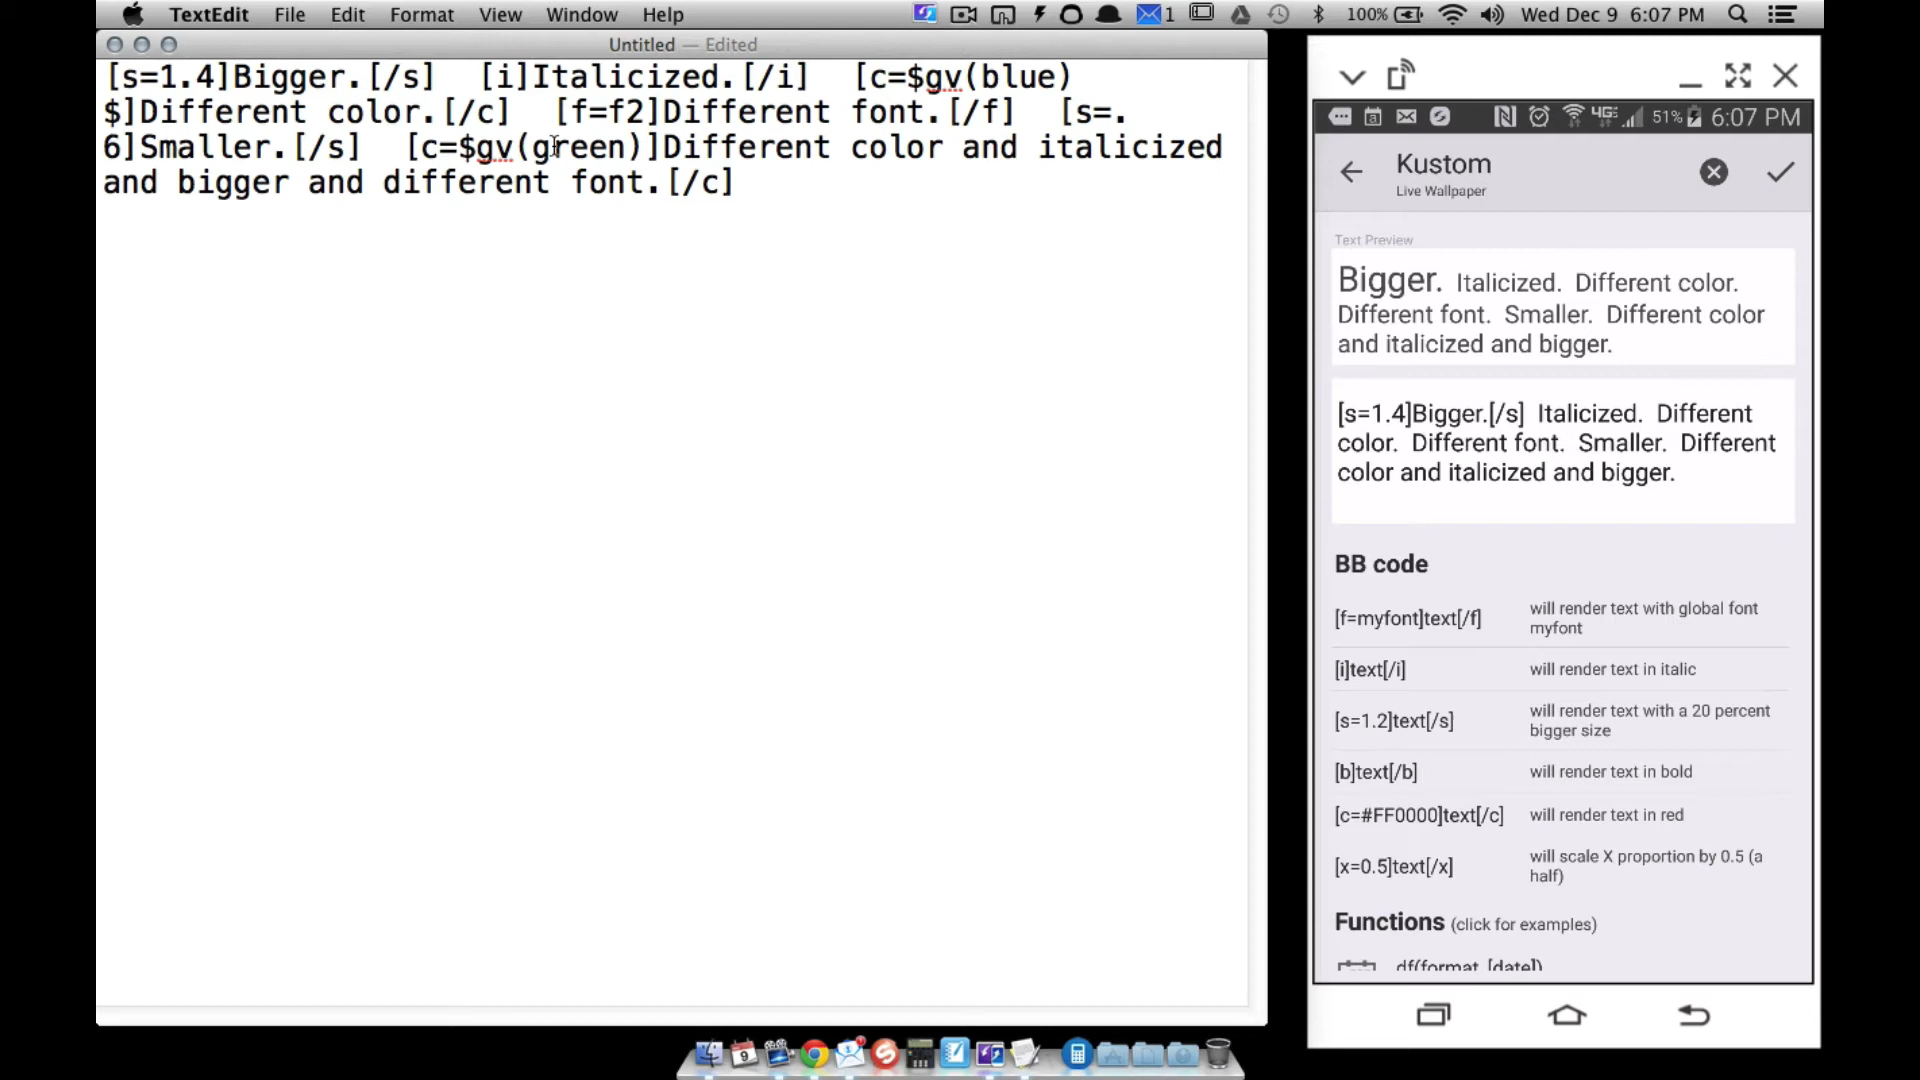 TextEdit File Edit Format View Window Help 1 100% Wed Dec 9 6:07 PM
Untitled — Edited
[s=1.4]Bigger.[/s]  [i]Italicized.[/i]  [c=$gv(blue)
$]Different color.[/c]  [f=f2]Different font.[/f]  [s=.
6]Smaller.[/s]  [c=$gv(green)]Different color and italicized
and bigger and different font.[/c]
51% 6:07 PM
Kustom
Live Wallpaper
Text Preview
Bigger.  Italicized.  Different color.
Different font.  Smaller.  Different color
and italicized and bigger.
[s=1.4]Bigger.[/s]  Italicized.  Different
color.  Different font.  Smaller.  Different
color and italicized and bigger.
BB code
[f=myfont]text[/f] will render text with global font
myfont
[i]text[/i] will render text in italic
[s=1.2]text[/s] will render text with a 20 percent
bigger size
[b]text[/b] will render text in bold
[c=#FF0000]text[/c] will render text in red
[x=0.5]text[/x] will scale X proportion by 0.5 (a
half)
Functions (click for examples)
df(format, [date])